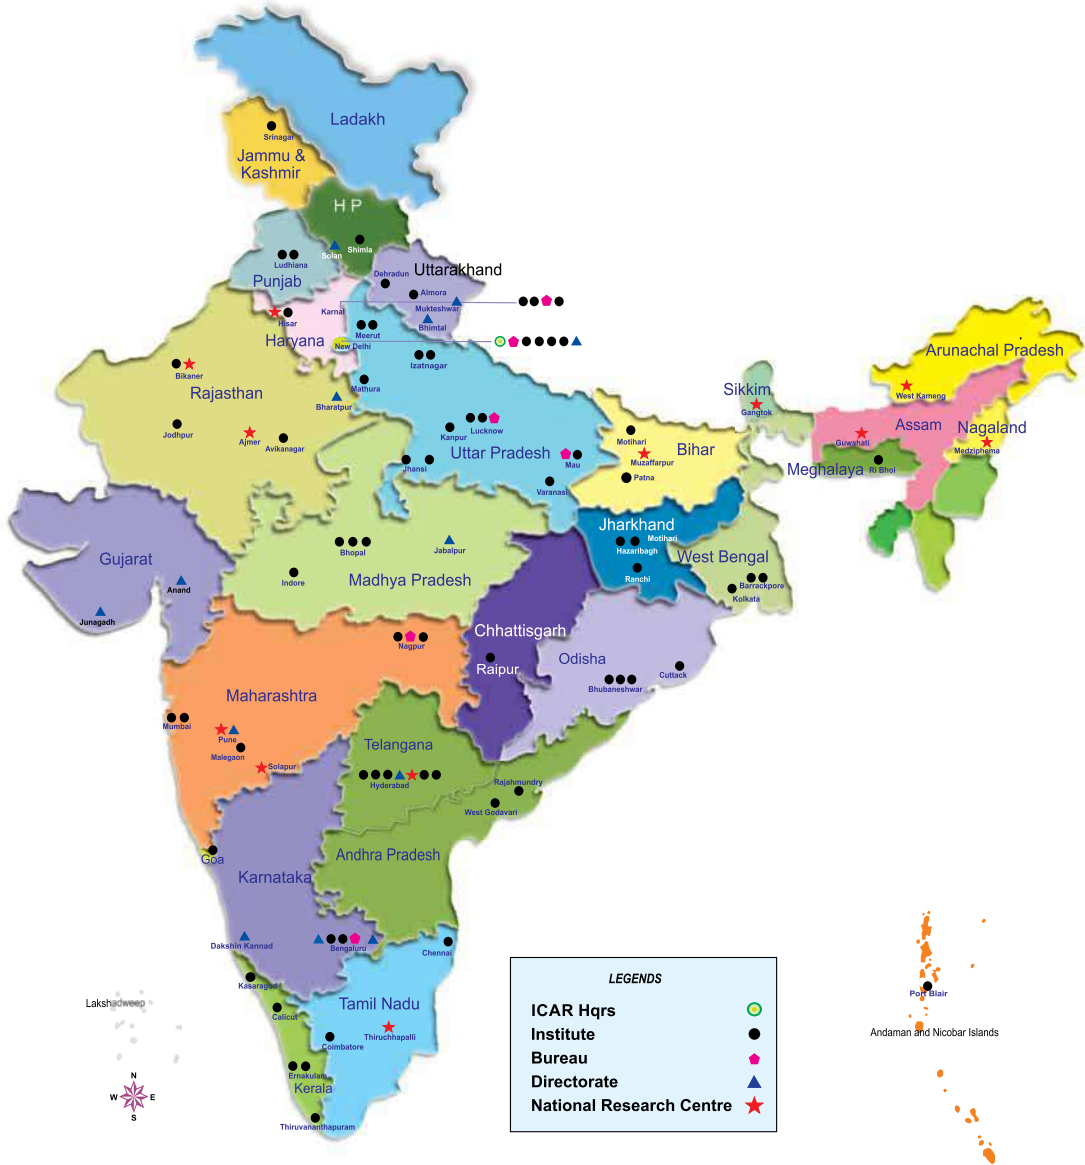 Ladakh
Srinagar
Jammu &
Kashmir
H P
Shimla
Solan
Ludhiana
Punjab
Uttarakhand
Dehradun
Almora
Mukteshwar
Bhimtal
Karnal
Hisar
Haryana
New Delhi
Meerut
Izatnagar
Mathura
Bikaner
Rajasthan
Bharatpur
Jodhpur
Ajmer
Avikanagar
Lucknow
Kanpur
Uttar Pradesh
Jhansi
Mau
Varanasi
Motihari
Bihar
Muzaffarpur
Patna
Sikkim
Gangtok
Arunachal Pradesh
West Kameng
Assam
Guwahati
Nagaland
Medziphema
Meghalaya
Ri Bhoi
Jharkhand
Motihari
Hazaribagh
Ranchi
West Bengal
Barrackpore
Kolkata
Gujarat
Anand
Junagadh
Bhopal
Jabalpur
Indore
Madhya Pradesh
Chhattisgarh
Raipur
Odisha
Cuttack
Bhubaneshwar
Nagpur
Maharashtra
Mumbai
Pune
Malegaon
Solapur
Telangana
Hyderabad
Rajahmundry
West Godavari
Andhra Pradesh
Goa
Karnataka
Dakshin Kannad
Bengaluru
Chennai
Kasaragod
Tamil Nadu
Calicut
Thiruchhapalli
Coimbatore
Ernakulam
Kerala
Thiruvananthapuram
Lakshadweep
N
W E
S
Port Blair
Andaman and Nicobar Islands
LEGENDS
ICAR Hqrs
Institute
Bureau
Directorate
National Research Centre